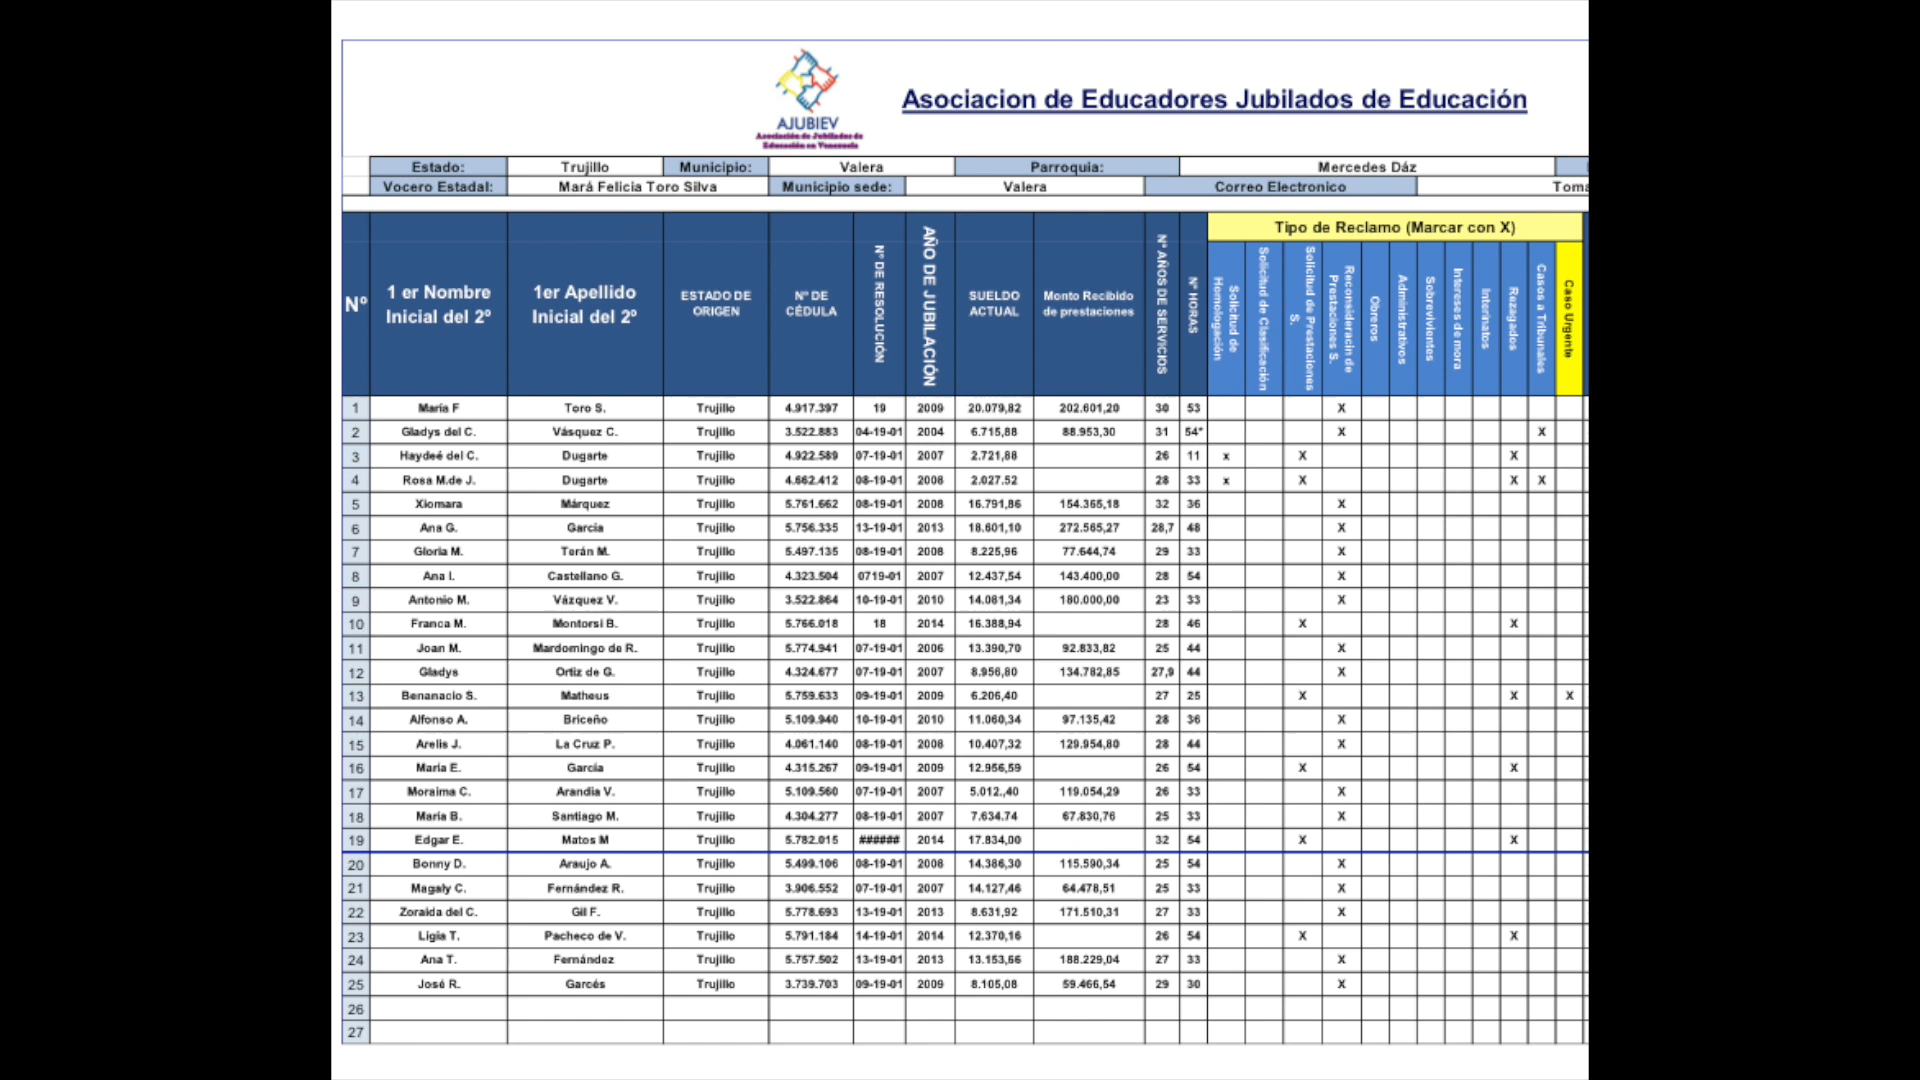 Asociacion de Educadores Jubilados de Educación
AJUBIEV
Asociación de Jubilados de
Educación en Venezuela
Estado: Trujillo Municipio: Valera Parroquia: Mercedes Dáz
Vocero Estadal: Mará Felicia Toro Silva Municipio sede: Valera Correo Electronico Toma
Tipo de Reclamo (Marcar con X)
Nº 1 er Nombre Inicial del 2º 1er Apellido Inicial del 2º ESTADO DE ORIGEN Nº DE CÉDULA Nº DE RESOLUCIÓN AÑO DE JUBILACIÓN SUELDO ACTUAL Monto Recibido de prestaciones Nº AÑOS DE SERVICIOS Nº HORAS Solicitud de Homologación Solicitud de Clasificación Solicitud de Prestaciones S. Reconsideracin de Prestaciones S. Obreros Administrativos Sobrevivientes Intereses de mora Interinatos Rezagados Casos a Tribunales Caso Urgente
1 María F Toro S. Trujillo 4.917.397 19 2009 20.079,82 202.601,20 30 53 X
2 Gladys del C. Vásquez C. Trujillo 3.522.883 04-19-01 2004 6.715,88 88.953,30 31 54* X X
3 Haydeé del C. Dugarte Trujillo 4.922.589 07-19-01 2007 2.721,88 26 11 x X X
4 Rosa M.de J. Dugarte Trujillo 4.662.412 08-19-01 2008 2.027.52 28 33 x X X X
5 Xiomara Márquez Trujillo 5.761.662 08-19-01 2008 16.791,86 154.365,18 32 36 X
6 Ana G. García Trujillo 5.756.335 13-19-01 2013 18.601,10 272.565,27 28,7 48 X
7 Gloria M. Terán M. Trujillo 5.497.135 08-19-01 2008 8.225,96 77.644,74 29 33 X
8 Ana I. Castellano G. Trujillo 4.323.504 0719-01 2007 12.437,54 143.400,00 28 54 X
9 Antonio M. Vázquez V. Trujillo 3.522.864 10-19-01 2010 14.081,34 180.000,00 23 33 X
10 Franca M. Montorsi B. Trujillo 5.766.018 18 2014 16.388,94 28 46 X X
11 Joan M. Mardomingo de R. Trujillo 5.774.941 07-19-01 2006 13.390,70 92.833,82 25 44 X
12 Gladys Ortiz de G. Trujillo 4.324.677 07-19-01 2007 8.956,80 134.782,85 27,9 44 X
13 Benanacio S. Matheus Trujillo 5.759.633 09-19-01 2009 6.206,40 27 25 X X X
14 Alfonso A. Briceño Trujillo 5.109.940 10-19-01 2010 11.060,34 97.135,42 28 36 X
15 Arelis J. La Cruz P. Trujillo 4.061.140 08-19-01 2008 10.407,32 129.954,80 28 44 X
16 María E. García Trujillo 4.315.267 09-19-01 2009 12.956,59 26 54 X X
17 Moraima C. Arandia V. Trujillo 5.109.560 07-19-01 2007 5.012.,40 119.054,29 26 33 X
18 María B. Santiago M. Trujillo 4.304.277 08-19-01 2007 7.634.74 67.830,76 25 33 X
19 Edgar E. Matos M Trujillo 5.782.015 ###### 2014 17.834,00 32 54 X X
20 Bonny D. Araujo A. Trujillo 5.499.106 08-19-01 2008 14.386,30 115.590,34 25 54 X
21 Magaly C. Fernández R. Trujillo 3.906.552 07-19-01 2007 14.127,46 64.478,51 25 33 X
22 Zoraida del C. Gil F. Trujillo 5.778.693 13-19-01 2013 8.631,92 171.510,31 27 33 X
23 Ligia T. Pacheco de V. Trujillo 5.791.184 14-19-01 2014 12.370,16 26 54 X X
24 Ana T. Fernández Trujillo 5.757.502 13-19-01 2013 13.153,66 188.229,04 27 33 X
25 José R. Garcés Trujillo 3.739.703 09-19-01 2009 8.105,08 59.466,54 29 30 X
26
27